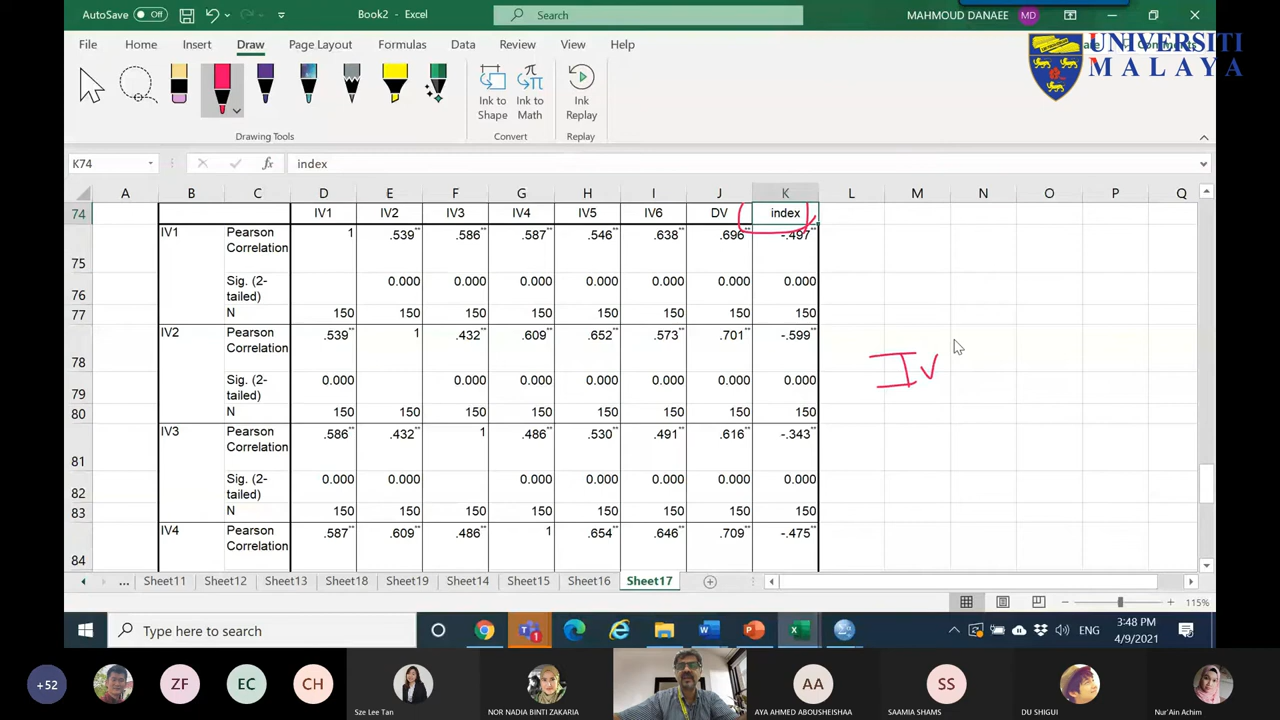 AutoSave Off Book2 - Excel Search MAHMOUD DANAEE MD
File Home Insert Draw Page Layout Formulas Data Review View Help
UNIVERSITI
MALAYA
Ink to Shape Ink to Math Ink Replay
Drawing Tools Convert Replay
K74 fx index
A B C D E F G H I J K L M N O P Q
74 IV1 IV2 IV3 IV4 IV5 IV6 DV index
75 IV1 Pearson Correlation 1 .539** .586** .587** .546** .638** .696** -.497**
76 Sig. (2-tailed) 0.000 0.000 0.000 0.000 0.000 0.000 0.000
77 N 150 150 150 150 150 150 150 150
78 IV2 Pearson Correlation .539** 1 .432** .609** .652** .573** .701** -.599**
Iv
79 Sig. (2-tailed) 0.000 0.000 0.000 0.000 0.000 0.000 0.000
80 N 150 150 150 150 150 150 150 150
81 IV3 Pearson Correlation .586** .432** 1 .486** .530** .491** .616** -.343**
82 Sig. (2-tailed) 0.000 0.000 0.000 0.000 0.000 0.000 0.000
83 N 150 150 150 150 150 150 150 150
84 IV4 Pearson Correlation .587** .609** .486** 1 .654** .646** .709** -.475**
... Sheet11 Sheet12 Sheet13 Sheet18 Sheet19 Sheet14 Sheet15 Sheet16 Sheet17
115%
Type here to search ENG 3:48 PM
4/9/2021
+52 ZF EC CH AA SS
Sze Lee Tan NOR NADIA BINTI ZAKARIA AYA AHMED ABOUSHEISHAA SAAMIA SHAMS DU SHIGUI Nur'Ain Achim